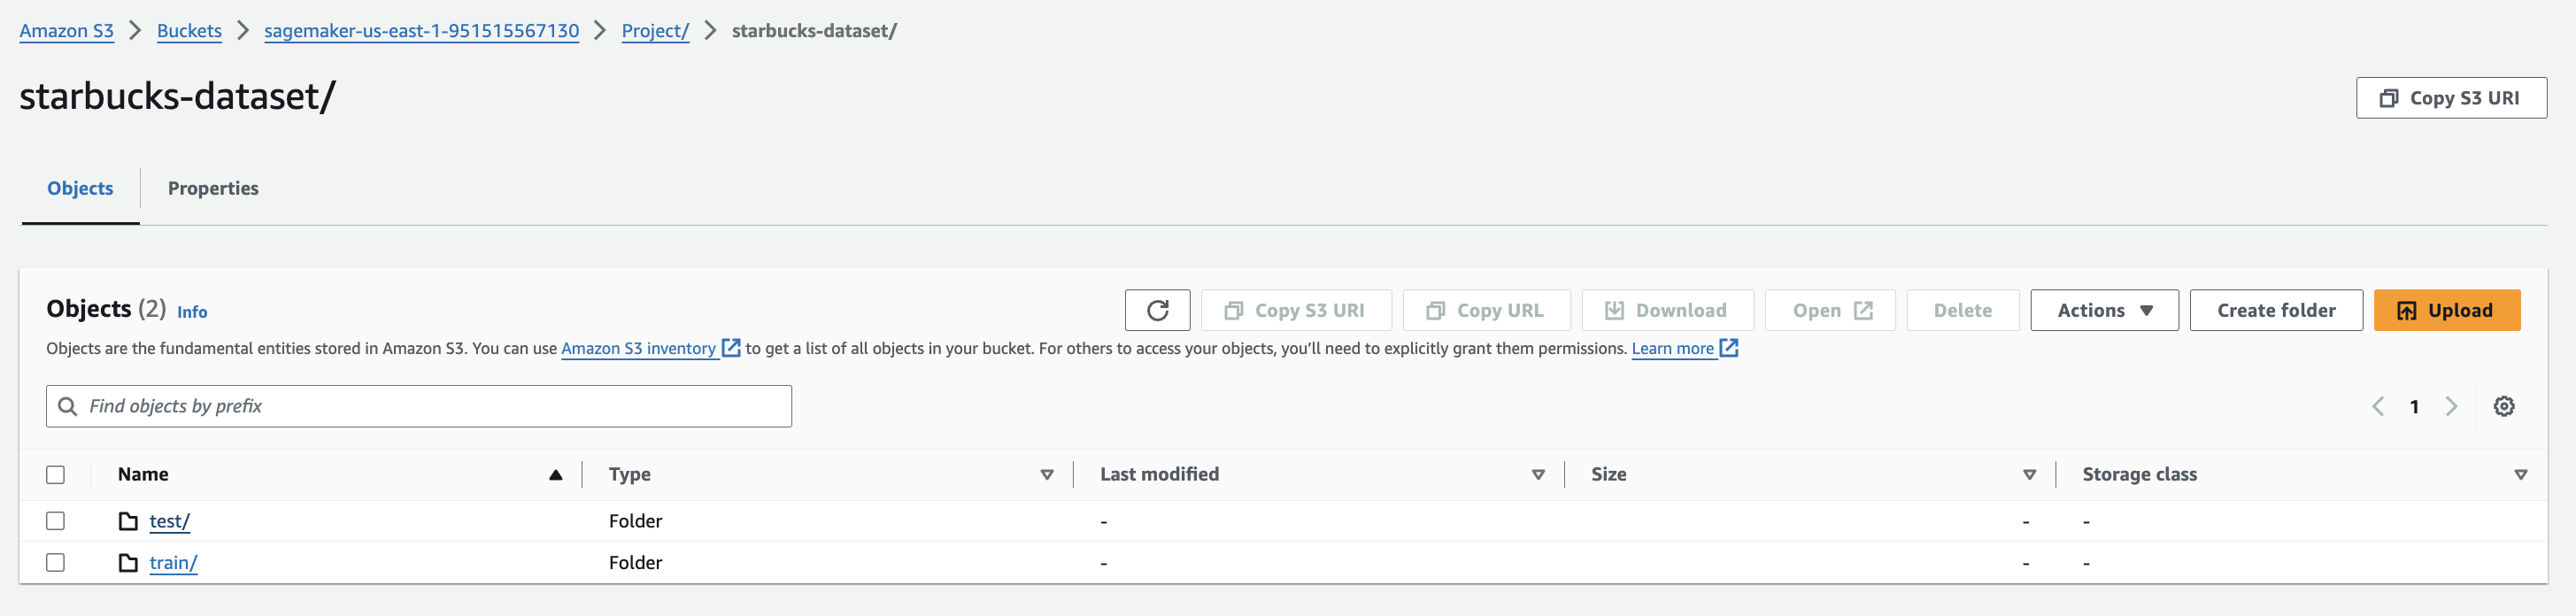 Amazon S3 > Buckets > sagemaker-us-east-1-951515567130 > Project/ > starbucks-dataset/
starbucks-dataset/
Copy S3 URI
Objects Properties
Objects (2) Info
Copy S3 URI Copy URL Download Open Delete Actions Create folder Upload
Objects are the fundamental entities stored in Amazon S3. You can use Amazon S3 inventory to get a list of all objects in your bucket. For others to access your objects, you’ll need to explicitly grant them permissions. Learn more
Find objects by prefix
1
Name Type Last modified Size Storage class
test/ Folder - - -
train/ Folder - - -